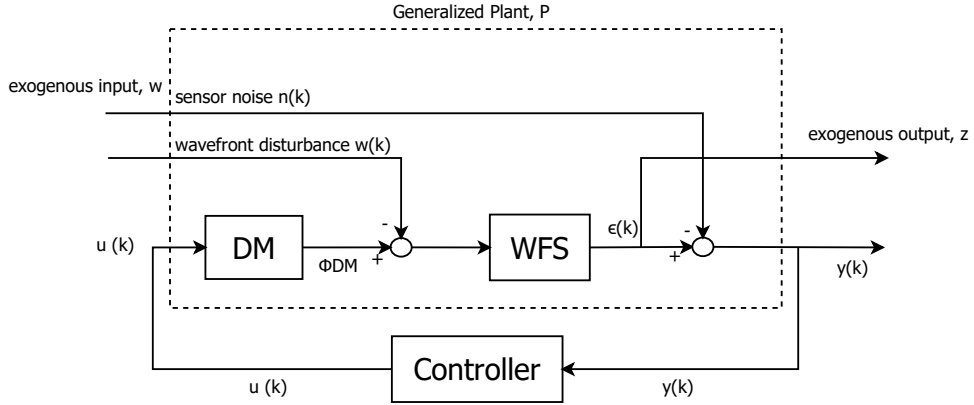 Generalized Plant, P
exogenous input, w
sensor noise n(k)
exogenous output, z
wavefront disturbance w(k)
-
-
u (k)
DM
ΦDM
+
WFS
ϵ(k)
+
y(k)
Controller
u (k)
y(k)